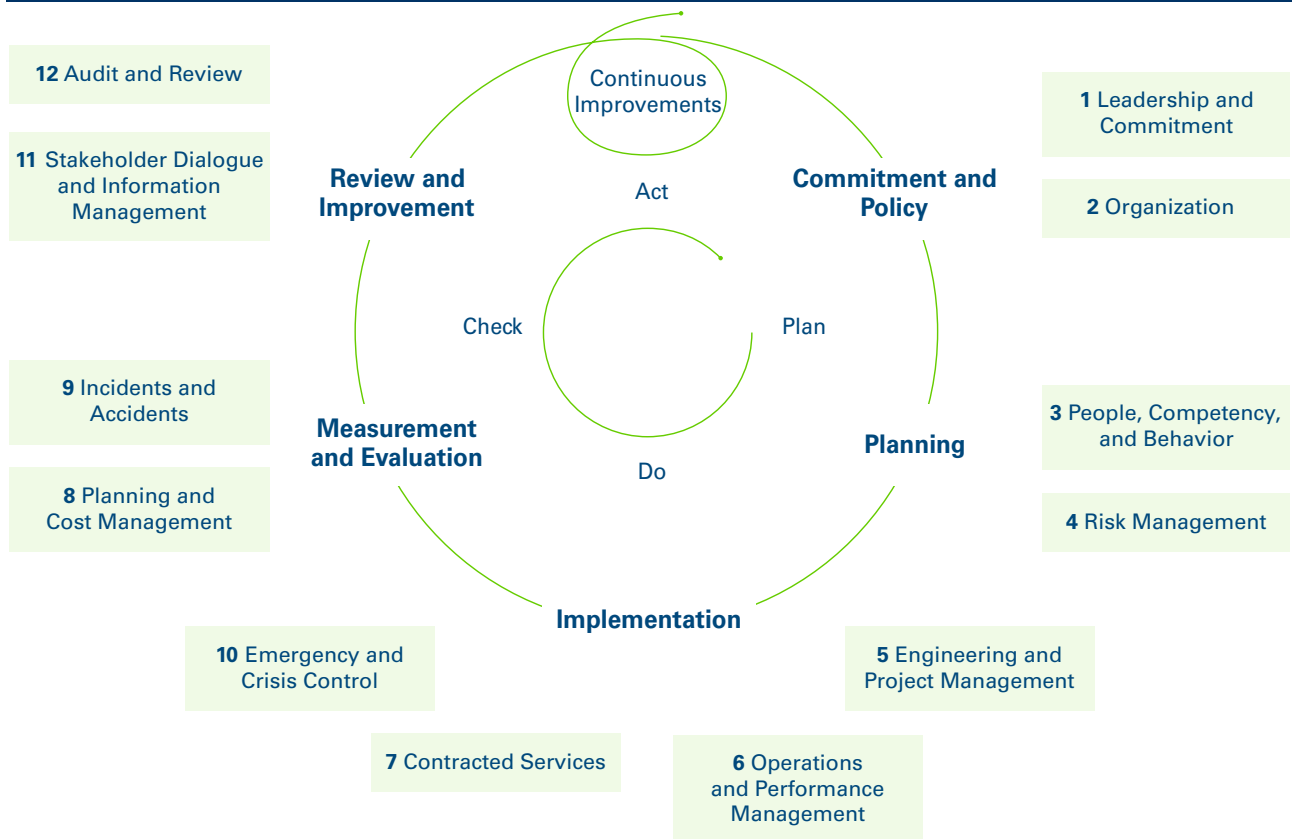 Continuous
Improvements
Act
Plan
Do
Check
Commitment and
Policy
1 Leadership and
Commitment
2 Organization
Planning
3 People, Competency,
and Behavior
4 Risk Management
Implementation
5 Engineering and
Project Management
6 Operations
and Performance
Management
7 Contracted Services
10 Emergency and
Crisis Control
Measurement
and Evaluation
8 Planning and
Cost Management
9 Incidents and
Accidents
Review and
Improvement
11 Stakeholder Dialogue
and Information
Management
12 Audit and Review